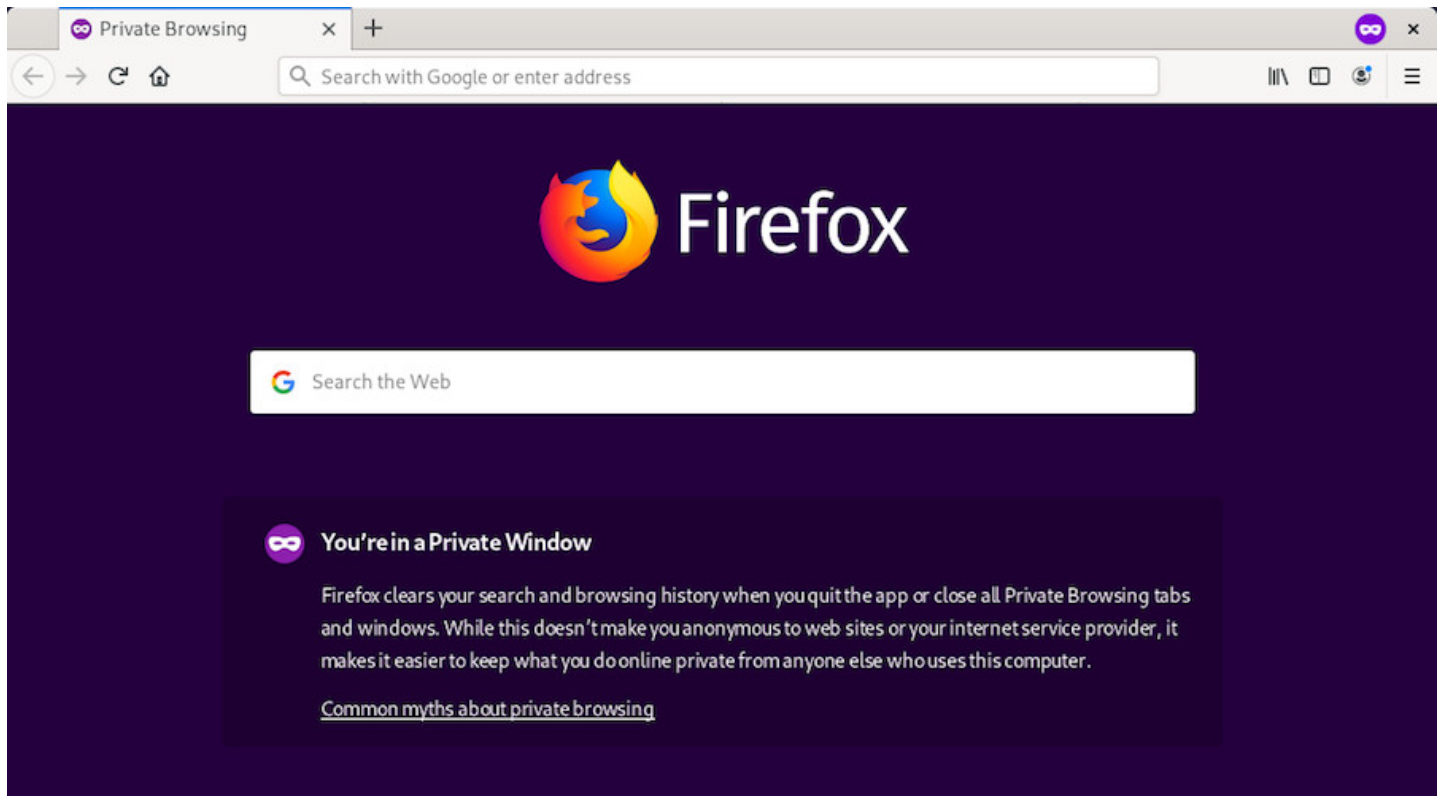 Private Browsing
Search with Google or enter address
Firefox
Search the Web
You're in a Private Window
Firefox clears your search and browsing history when you quit the app or close all Private Browsing tabs
and windows. While this doesn't make you anonymous to web sites or your internet service provider, it
makes it easier to keep what you do online private from anyone else who uses this computer.
Common myths about private browsing